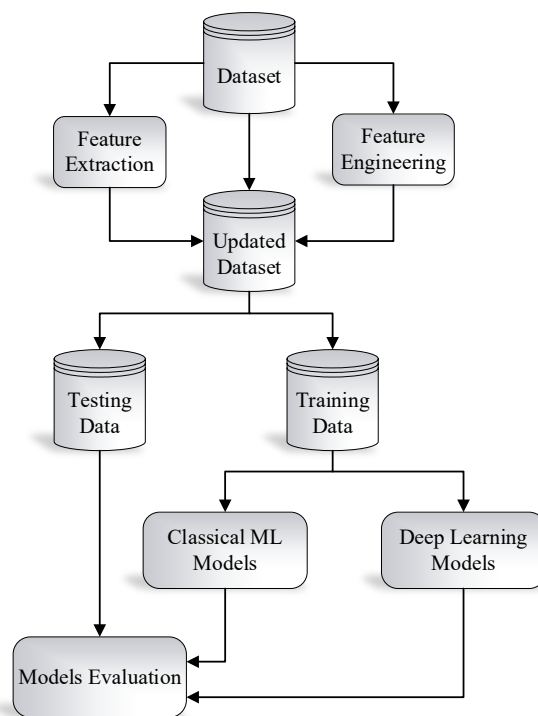 Dataset
Feature
Extraction
Feature
Engineering
Updated
Dataset
Testing
Data
Training
Data
Classical ML
Models
Deep Learning
Models
Models Evaluation